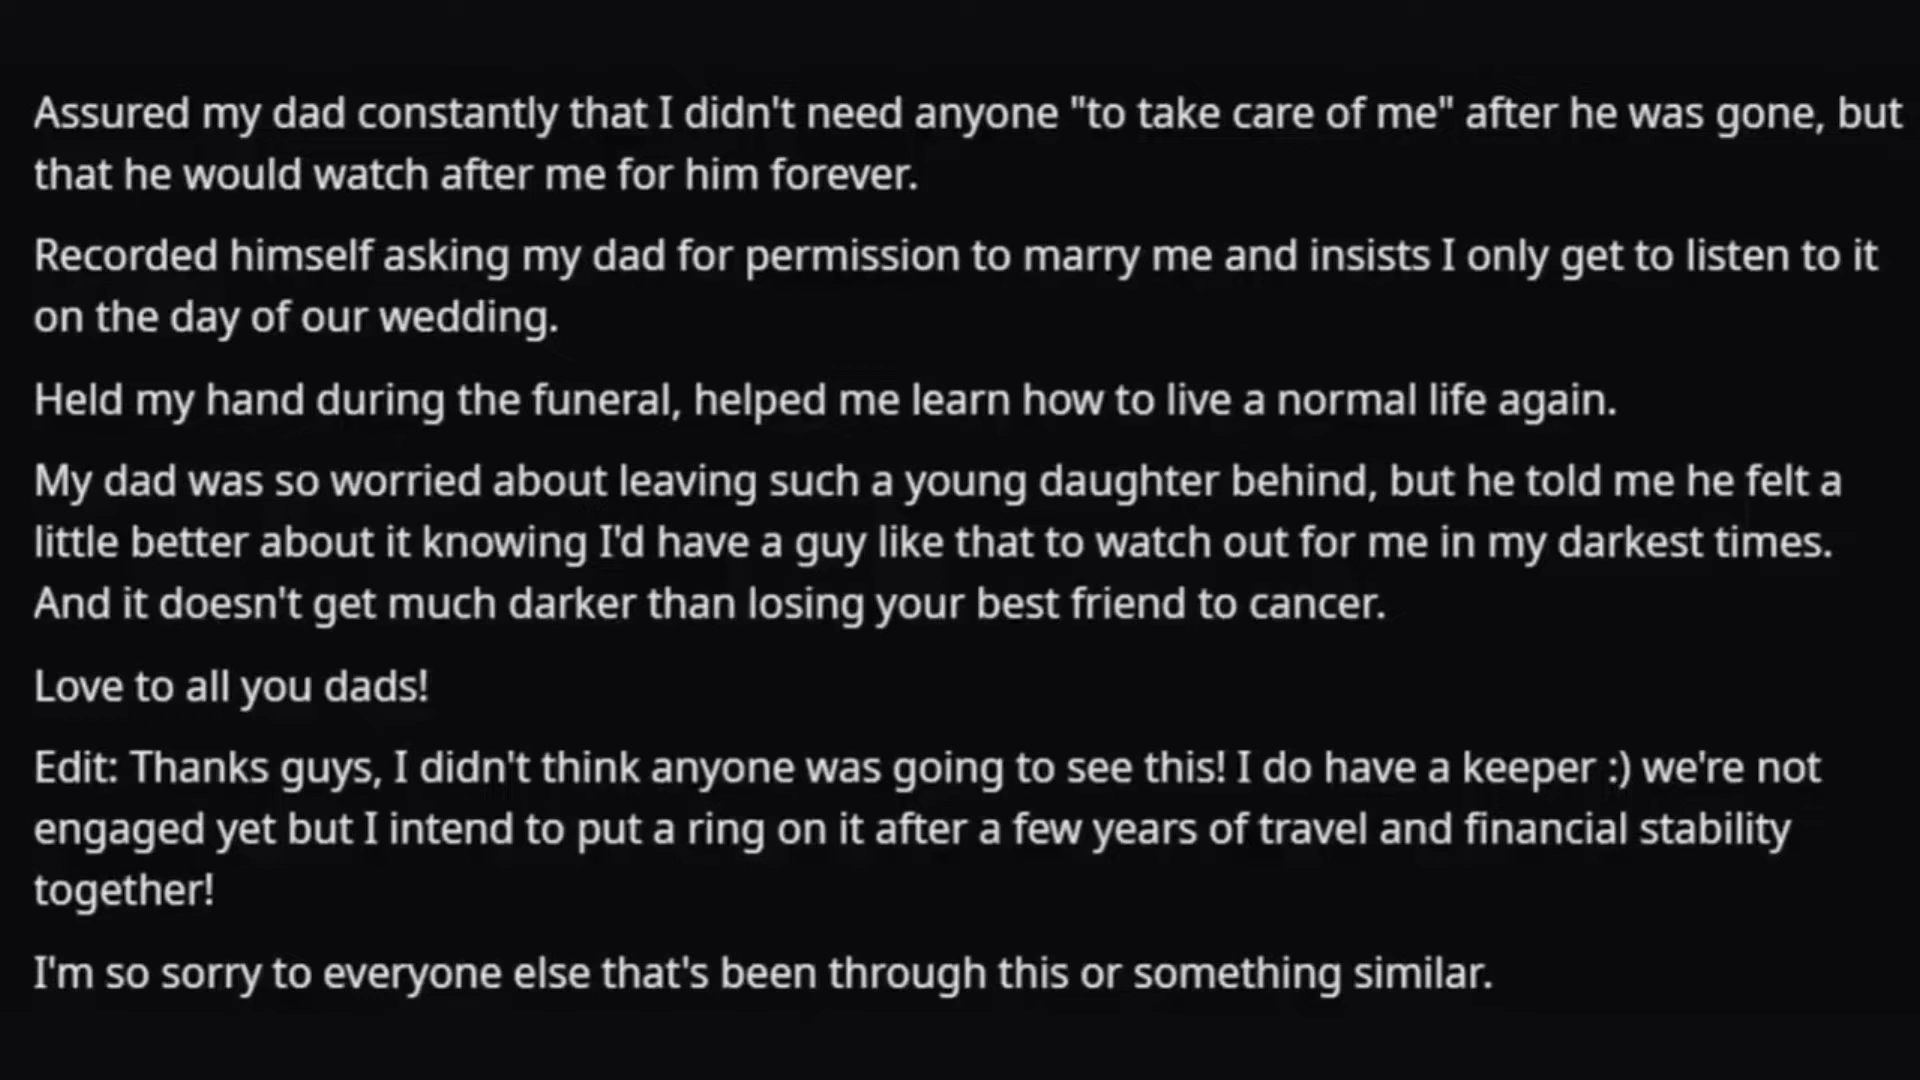 Assured my dad constantly that I didn't need anyone "to take care of me" after he was gone, but
that he would watch after me for him forever.
Recorded himself asking my dad for permission to marry me and insists I only get to listen to it
on the day of our wedding.
Held my hand during the funeral, helped me learn how to live a normal life again.
My dad was so worried about leaving such a young daughter behind, but he told me he felt a
little better about it knowing I'd have a guy like that to watch out for me in my darkest times.
And it doesn't get much darker than losing your best friend to cancer.
Love to all you dads!
Edit: Thanks guys, I didn't think anyone was going to see this! I do have a keeper :) we're not
engaged yet but I intend to put a ring on it after a few years of travel and financial stability
together!
I'm so sorry to everyone else that's been through this or something similar.